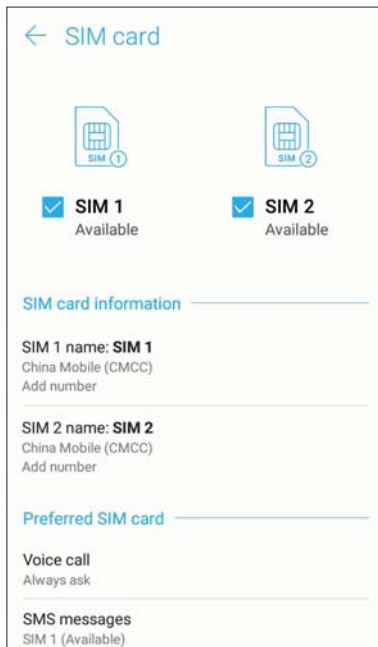 SIM card
SIM 1
SIM 2
SIM 1
SIM 2
Available
Available
SIM card information
SIM 1 name: SIM 1
China Mobile (CMCC)
Add number
SIM 2 name: SIM 2
China Mobile (CMCC)
Add number
Preferred SIM card
Voice call
Always ask
SMS messages
SIM 1 (Available)